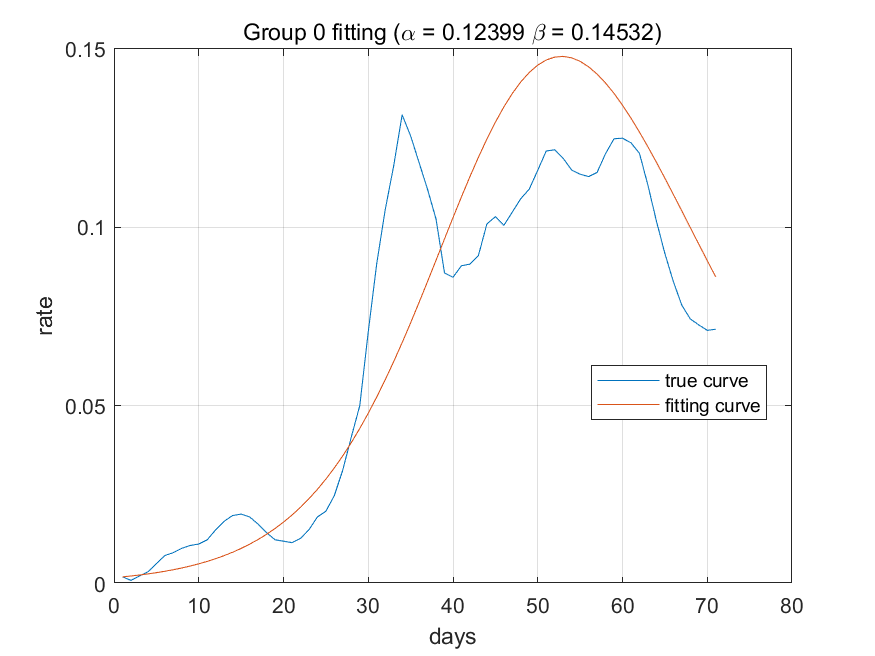 Group 0 fitting (α = 0.12399 β = 0.14532)
0.15
0.1
0.05
0
rate
true curve
fitting curve
0 10 20 30 40 50 60 70 80
days